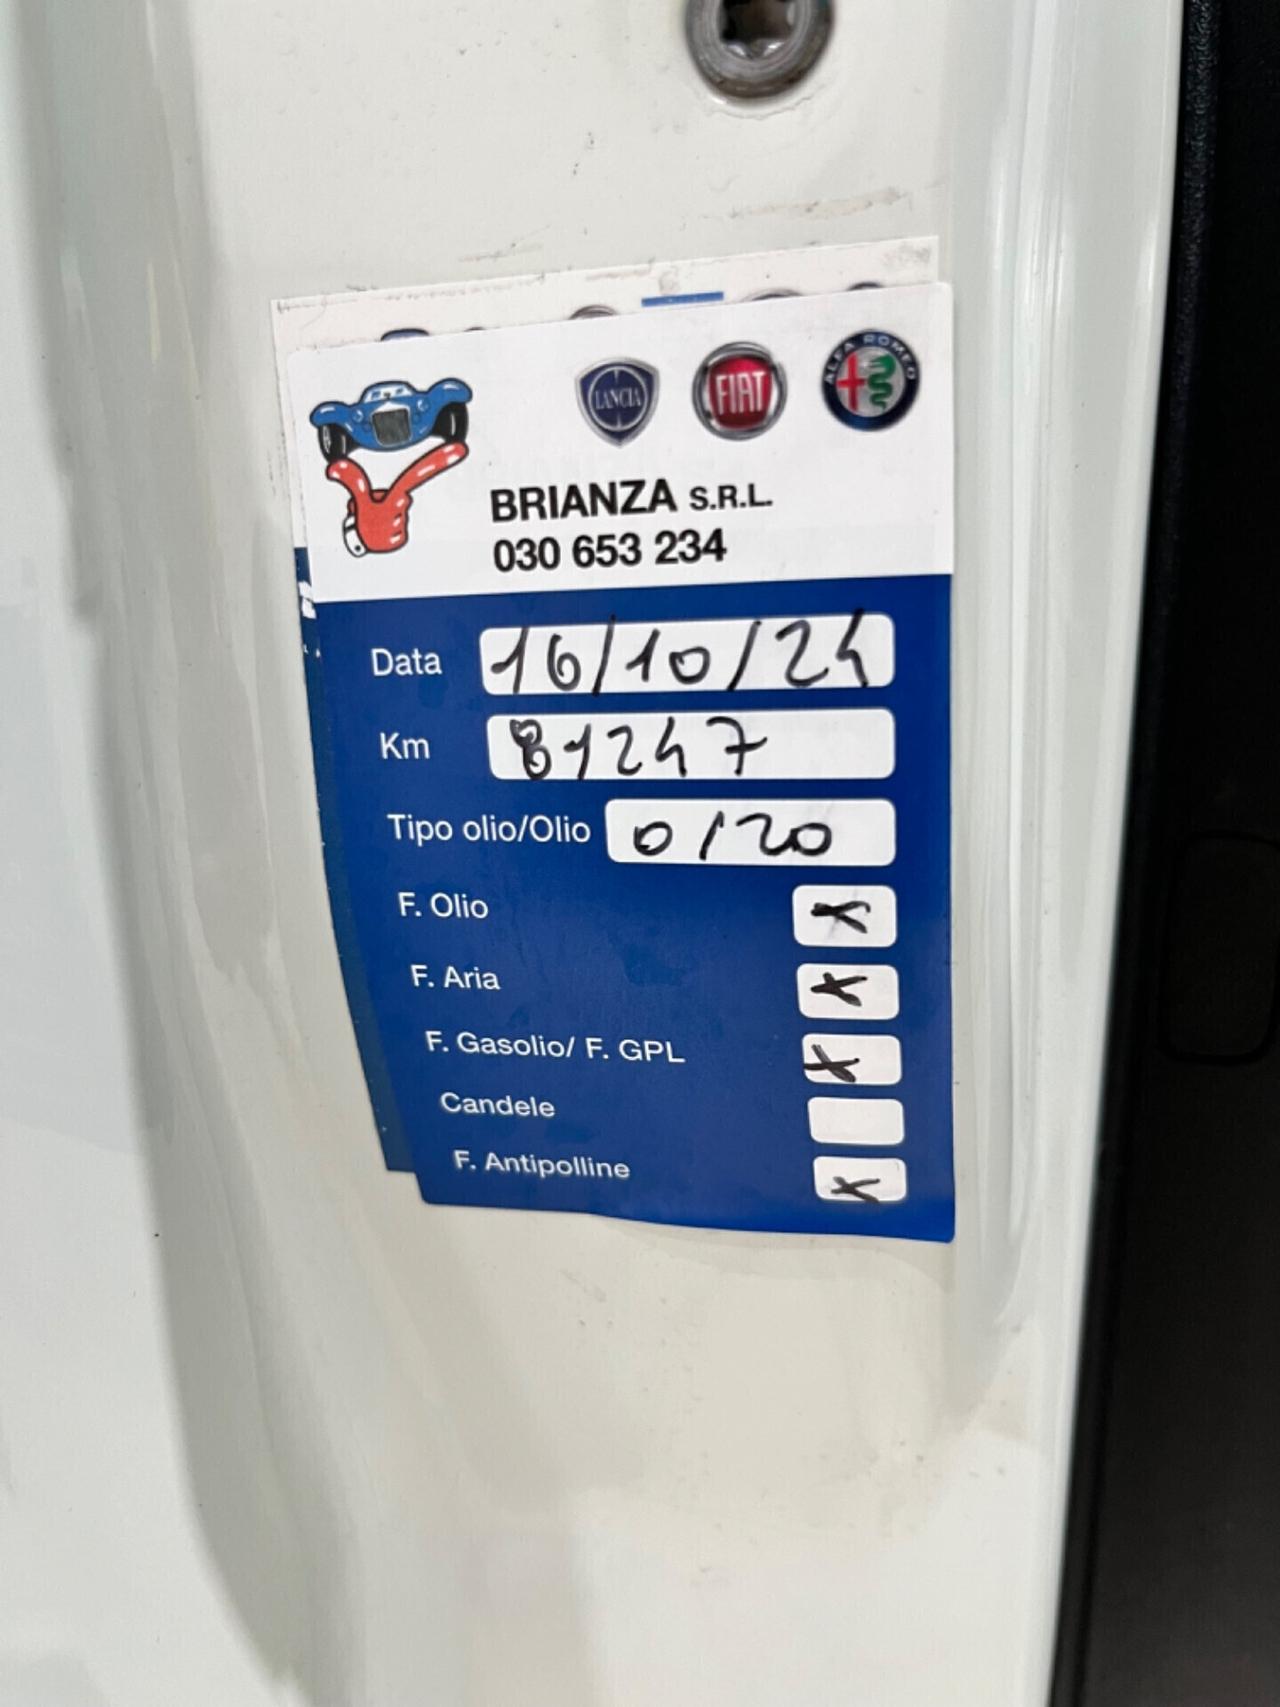 LANCIA
FIAT
ALFA ROMEO
BRIANZA S.R.L.
030 653 234
Data 16/10/24
Km 81247
Tipo olio/Olio 0/20
F. Olio X
F. Aria X
F. Gasolio/ F. GPL X
Candele
F. Antipolline X